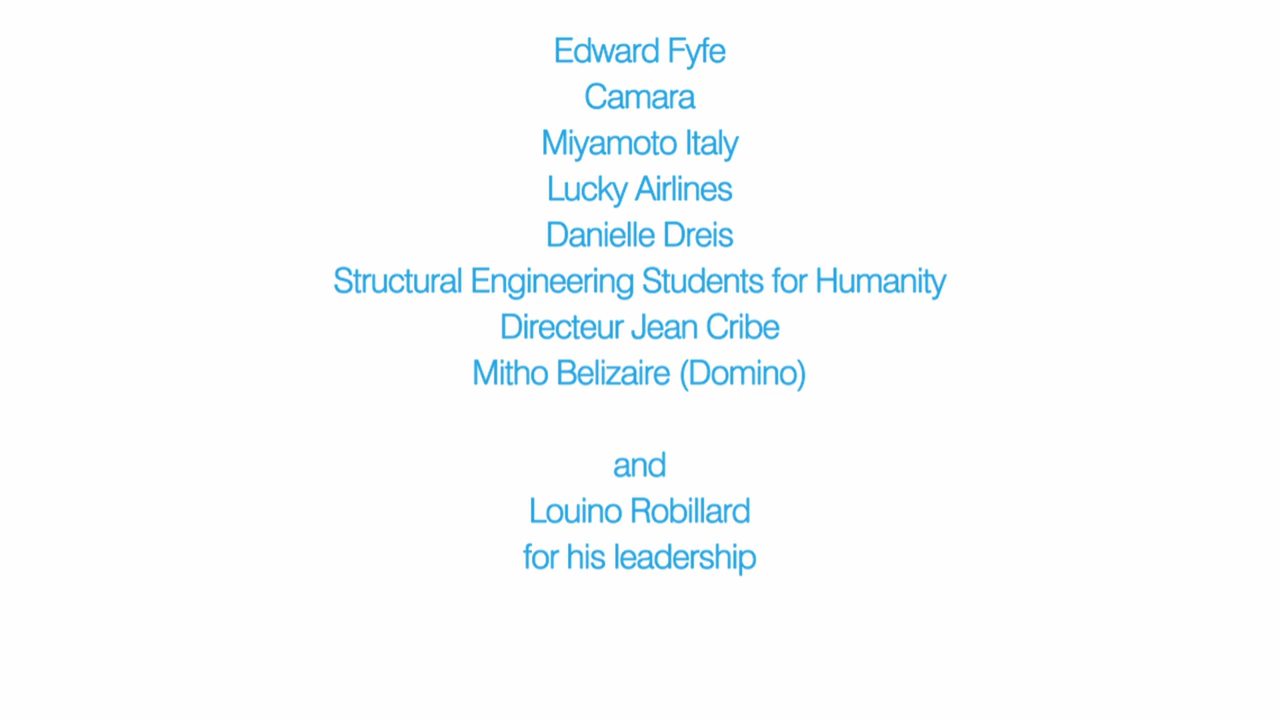 Edward Fyfe
Camara
Miyamoto Italy
Lucky Airlines
Danielle Dreis
Structural Engineering Students for Humanity
Directeur Jean Cribe
Mitho Belizaire (Domino)
and
Louino Robillard
for his leadership